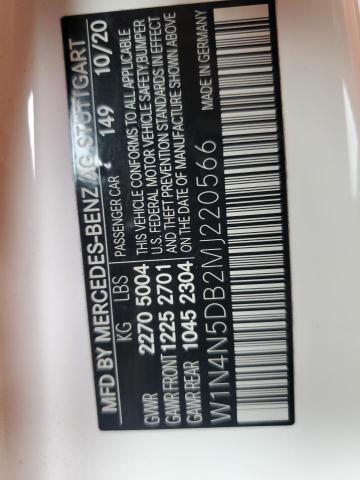 MFD BY MERCEDES-BENZ AG STUTTGART
149 10/20
KG LBS PASSENGER CAR
GVWR 2270 5004
GAWR FRONT 1225 2701
GAWR REAR 1045 2304
THIS VEHICLE CONFORMS TO ALL APPLICABLE
U.S. FEDERAL MOTOR VEHICLE SAFETY, BUMPER
AND THEFT PREVENTION STANDARDS IN EFFECT
ON THE DATE OF MANUFACTURE SHOWN ABOVE
W1N4N5DB2MJ220566 MADE IN GERMANY